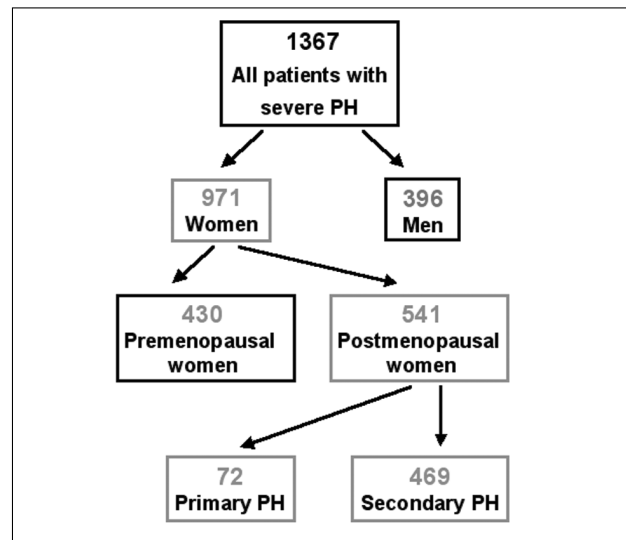 1367
All patients with
severe PH
971
Women
396
Men
430
Premenopausal
women
541
Postmenopausal
women
72
Primary PH
469
Secondary PH